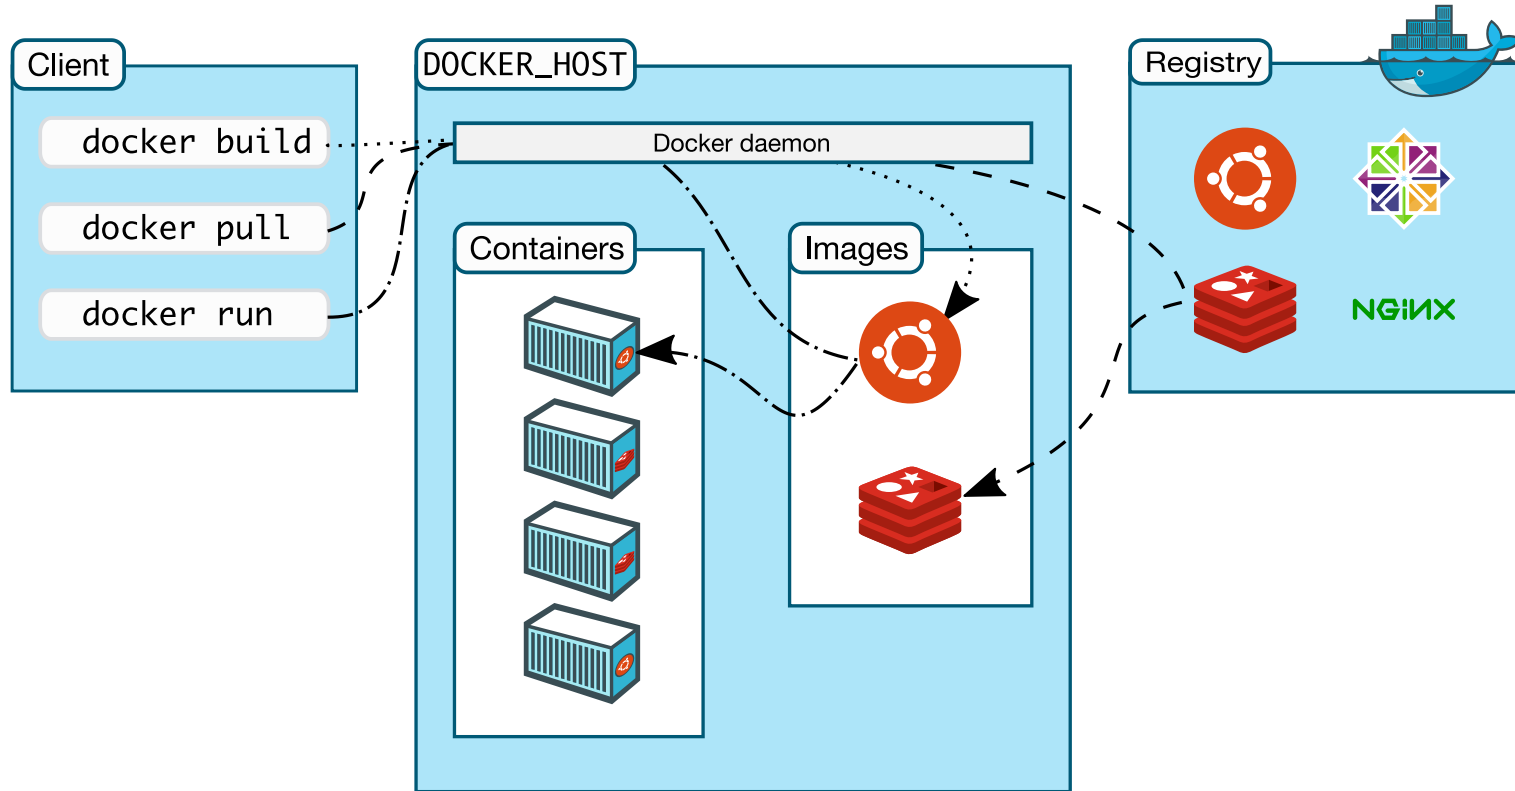 Client
docker build
docker pull
docker run
DOCKER_HOST
Docker daemon
Containers
Images
Registry
NGiNX